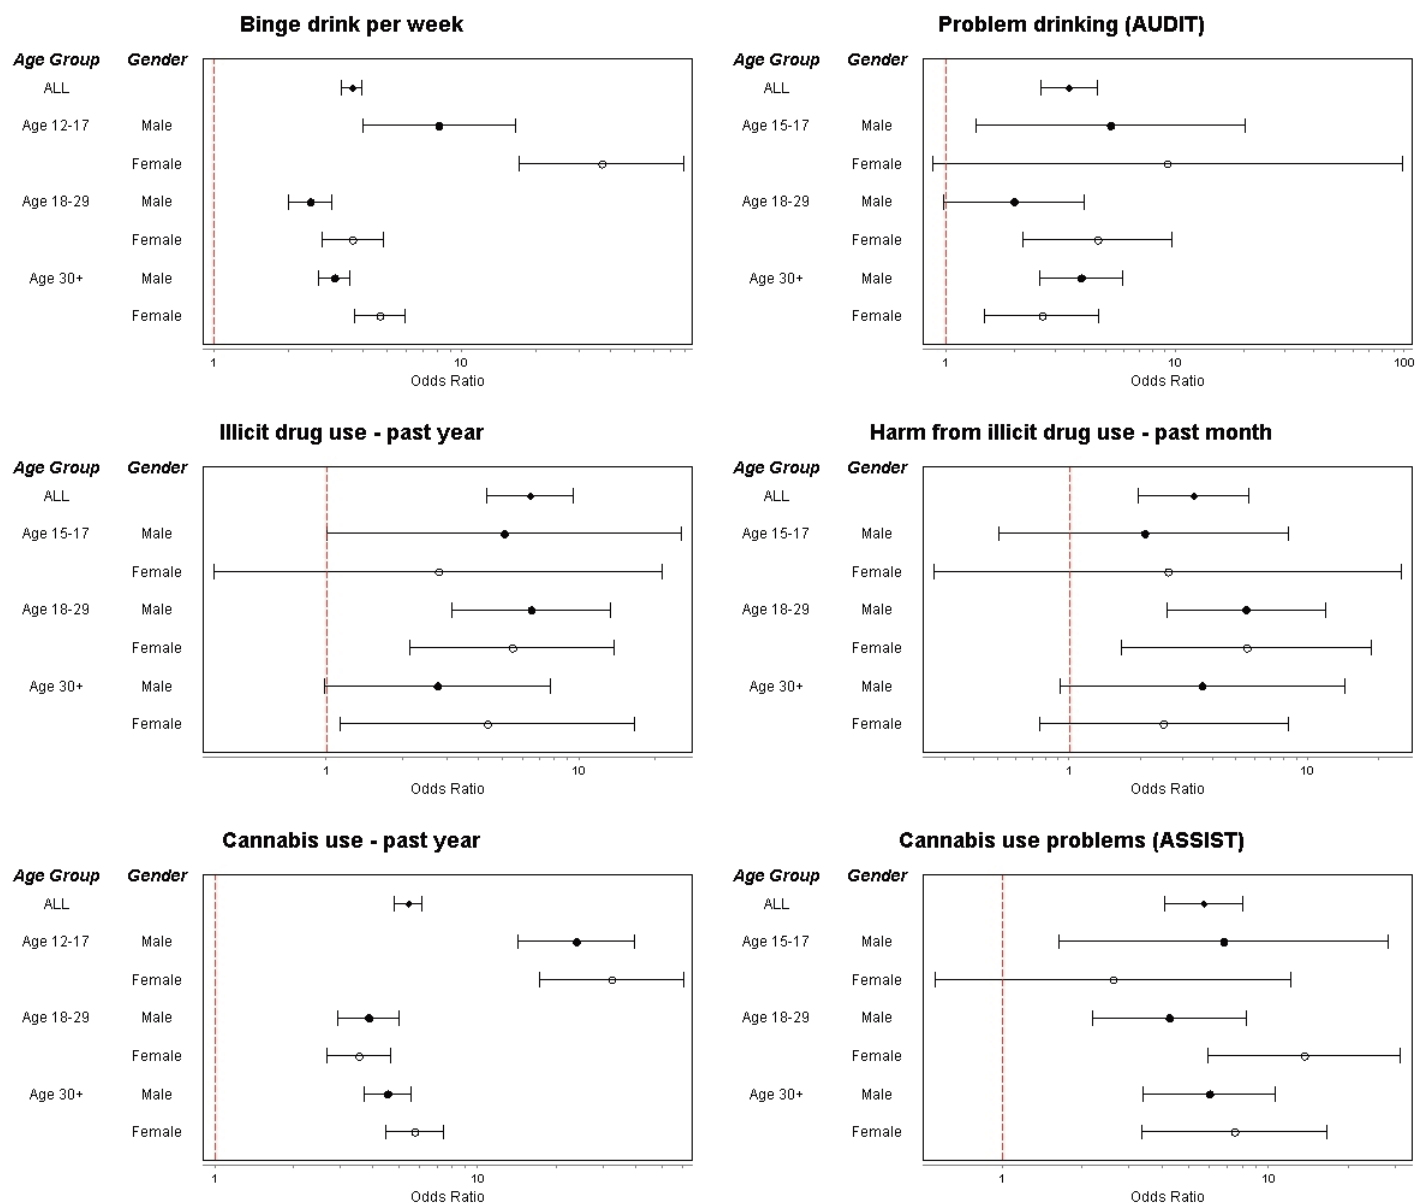 Binge drink per week
Age Group Gender
ALL
Age 12-17 Male
Female
Age 18-29 Male
Female
Age 30+ Male
Female
1 10
Odds Ratio
Problem drinking (AUDIT)
Age Group Gender
ALL
Age 15-17 Male
Female
Age 18-29 Male
Female
Age 30+ Male
Female
1 10 100
Odds Ratio
Illicit drug use - past year
Age Group Gender
ALL
Age 15-17 Male
Female
Age 18-29 Male
Female
Age 30+ Male
Female
1 10
Odds Ratio
Harm from illicit drug use - past month
Age Group Gender
ALL
Age 15-17 Male
Female
Age 18-29 Male
Female
Age 30+ Male
Female
1 10
Odds Ratio
Cannabis use - past year
Age Group Gender
ALL
Age 12-17 Male
Female
Age 18-29 Male
Female
Age 30+ Male
Female
1 10
Odds Ratio
Cannabis use problems (ASSIST)
Age Group Gender
ALL
Age 15-17 Male
Female
Age 18-29 Male
Female
Age 30+ Male
Female
1 10
Odds Ratio